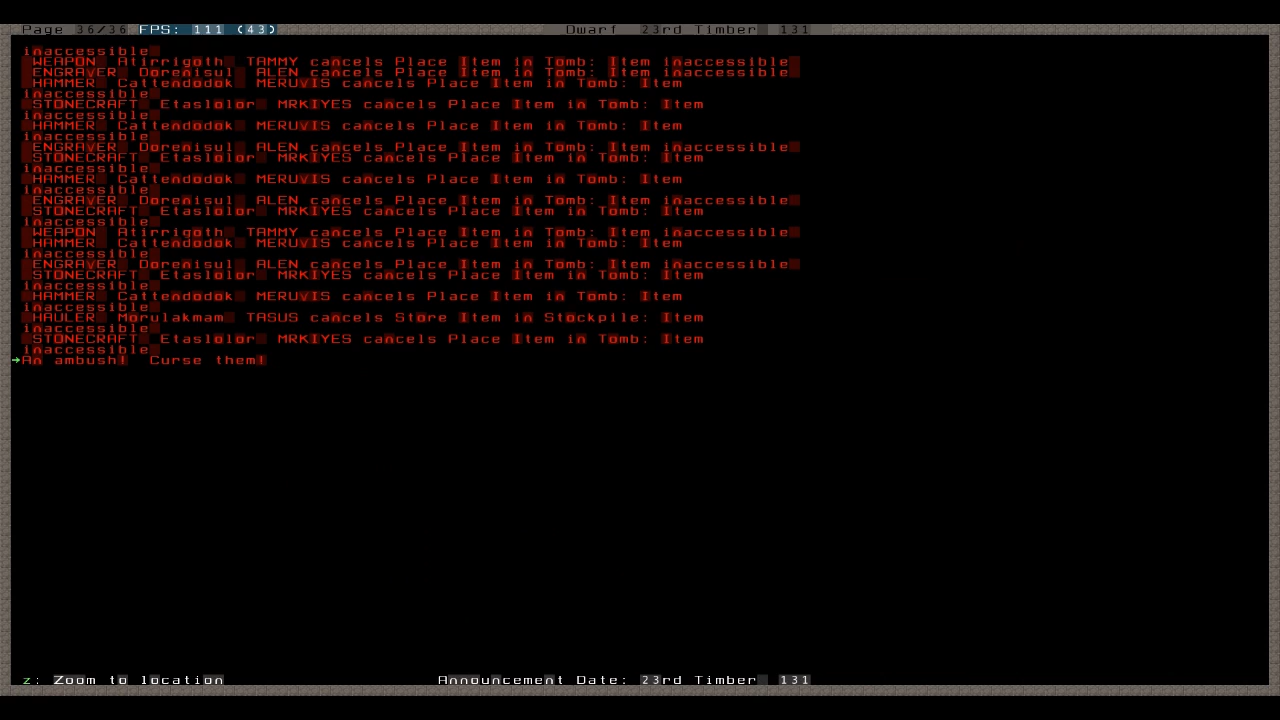 Page 36/36 FPS: 111 (43) Dwarf 23rd Timber 131
inaccessible
WEAPON Atirrigoth TAMMY cancels Place Item in Tomb: Item inaccessible
ENGRAVER Dorenisul ALEN cancels Place Item in Tomb: Item inaccessible
HAMMER Cattendodok MERUVIS cancels Place Item in Tomb: Item
inaccessible
STONECRAFT Etaslolor MRKIYES cancels Place Item in Tomb: Item
inaccessible
HAMMER Cattendodok MERUVIS cancels Place Item in Tomb: Item
inaccessible
ENGRAVER Dorenisul ALEN cancels Place Item in Tomb: Item inaccessible
STONECRAFT Etaslolor MRKIYES cancels Place Item in Tomb: Item
inaccessible
HAMMER Cattendodok MERUVIS cancels Place Item in Tomb: Item
inaccessible
ENGRAVER Dorenisul ALEN cancels Place Item in Tomb: Item inaccessible
STONECRAFT Etaslolor MRKIYES cancels Place Item in Tomb: Item
inaccessible
WEAPON Atirrigoth TAMMY cancels Place Item in Tomb: Item inaccessible
HAMMER Cattendodok MERUVIS cancels Place Item in Tomb: Item
inaccessible
ENGRAVER Dorenisul ALEN cancels Place Item in Tomb: Item inaccessible
STONECRAFT Etaslolor MRKIYES cancels Place Item in Tomb: Item
inaccessible
HAMMER Cattendodok MERUVIS cancels Place Item in Tomb: Item
inaccessible
HAULER Morulakmam TASUS cancels Store Item in Stockpile: Item
inaccessible
STONECRAFT Etaslolor MRKIYES cancels Place Item in Tomb: Item
inaccessible
→An ambush! Curse them!
z: Zoom to location Announcement Date: 23rd Timber 131